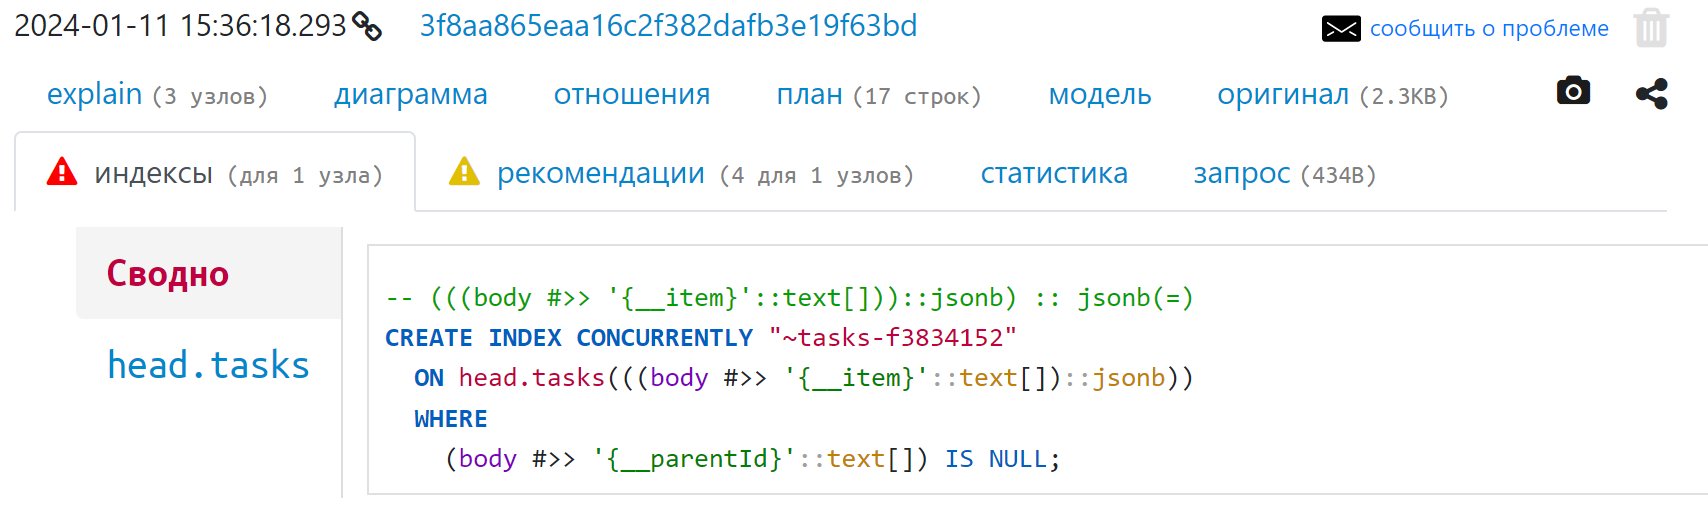 2024-01-11 15:36:18.293 3f8aa865eaa16c2f382dafb3e19f63bd сообщить о проблеме
explain (3 узлов) диаграмма отношения план (17 строк) модель оригинал (2.3KB)
индексы (для 1 узла) рекомендации (4 для 1 узлов) статистика запрос (434B)
Сводно
head.tasks
-- (((body #>> '{__item}'::text[]))::jsonb) :: jsonb(=)
CREATE INDEX CONCURRENTLY "~tasks-f3834152"
ON head.tasks(((body #>> '{__item}'::text[])::jsonb))
WHERE
(body #>> '{__parentId}'::text[]) IS NULL;